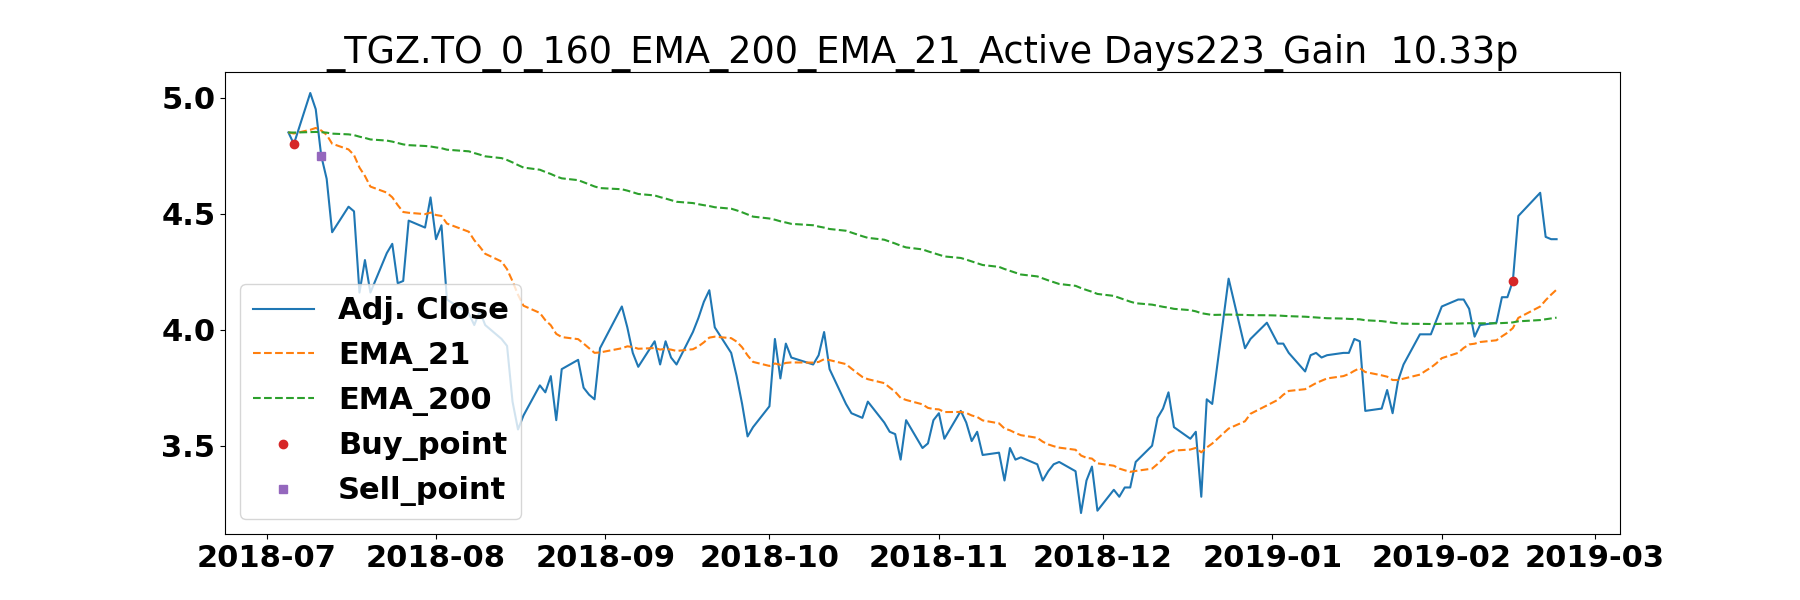 _TGZ.TO_0_160_EMA_200_EMA_21_Active Days223_Gain  10.33p
5.0
4.5
4.0
3.5
Adj. Close
EMA_21
EMA_200
Buy_point
Sell_point
2018-07 2018-08 2018-09 2018-10 2018-11 2018-12 2019-01 2019-02 2019-03